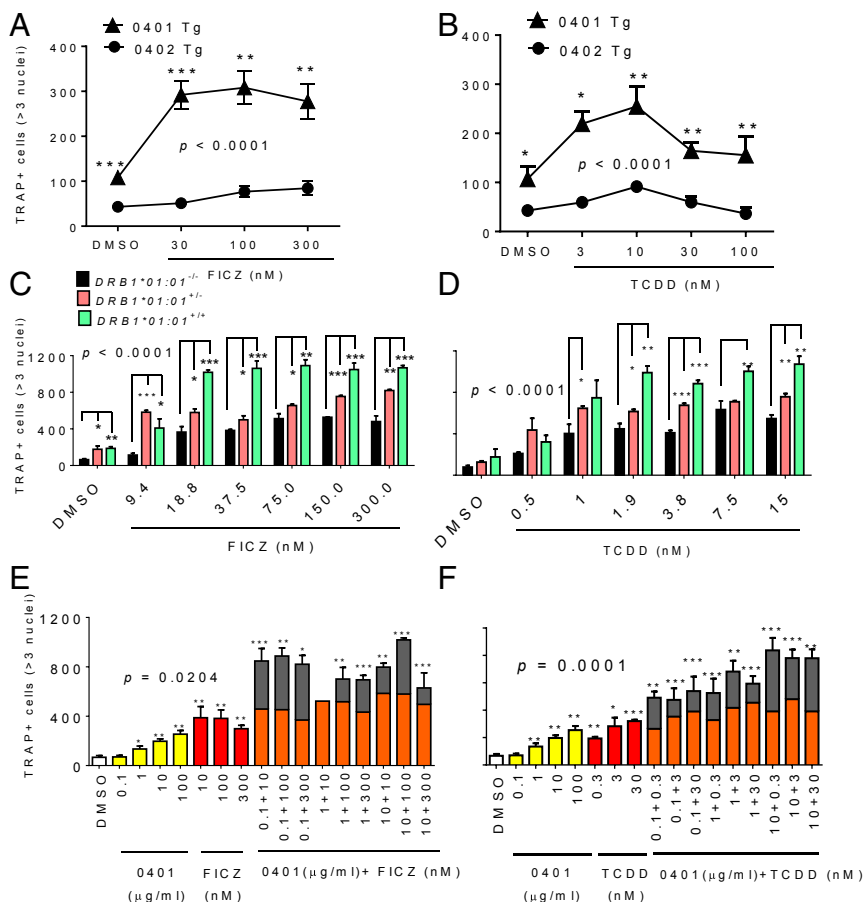 A
0401 Tg
0402 Tg
TRAP+ cells (>3 nuclei)
400
300
200
100
0
***
***
**
**
p < 0.0001
DMSO
30
100
300
FICZ (nM)
B
0401 Tg
0402 Tg
400
300
200
100
0
*
*
**
**
**
p < 0.0001
DMSO
3
10
30
100
TCDD (nM)
C
DRB1*01:01-/-
DRB1*01:01+/-
DRB1*01:01+/+
TRAP+ cells (>3 nuclei)
1200
800
400
0
p < 0.0001
* ** *** * * *** * *** * ** *** *** ** ***
DMSO
9.4
18.8
37.5
75.0
150.0
300.0
FICZ (nM)
D
p < 0.0001
* * ** *** *** ** ** **
DMSO
0.5
1
1.9
3.8
7.5
15
TCDD (nM)
E
TRAP+ cells (>3 nuclei)
1200
800
400
0
p = 0.0204
* ** ** ** ** ** *** ** * ** ** ** *** ***
DMSO
0.1
1
10
100
10
100
300
0.1+10
0.1+100
0.1+300
1+10
1+100
1+300
10+10
10+100
10+300
0401
(μg/ml)
FICZ
(nM)
0401(μg/ml)+ FICZ (nM)
F
p = 0.0001
** ** ** ** * ** ** *** ** ** *** ** *** *** **
DMSO
0.1
1
10
100
0.3
3
30
0.1+0.3
0.1+3
0.1+30
1+0.3
1+3
1+30
10+0.3
10+3
10+30
0401
(μg/ml)
TCDD
(nM)
0401(μg/ml)+TCDD (nM)